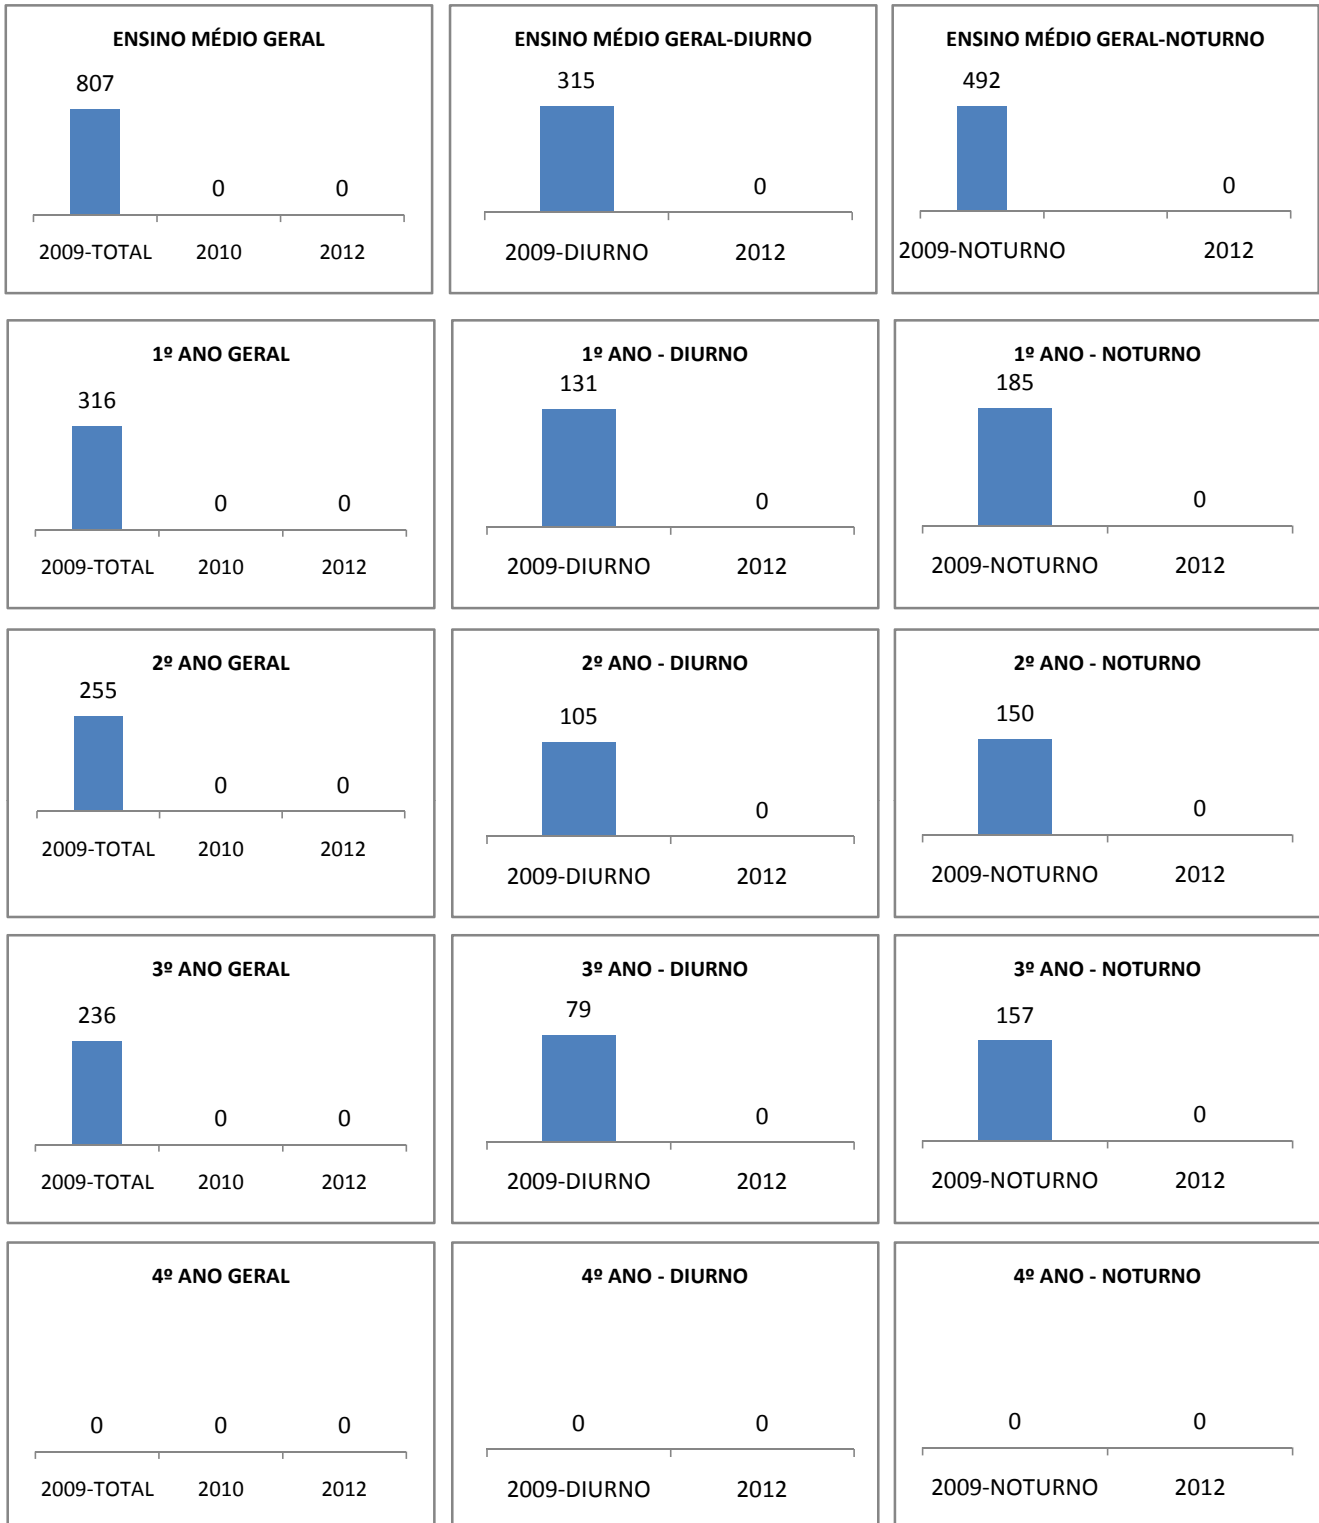 ENSINO MÉDIO GERAL
807
0
0
2009-TOTAL 2010 2012
ENSINO MÉDIO GERAL-DIURNO
315
0
2009-DIURNO 2012
ENSINO MÉDIO GERAL-NOTURNO
492
0
2009-NOTURNO 2012
1º ANO GERAL
316
0
0
2009-TOTAL 2010 2012
1º ANO - DIURNO
131
0
2009-DIURNO 2012
1º ANO - NOTURNO
185
0
2009-NOTURNO 2012
2º ANO GERAL
255
0
0
2009-TOTAL 2010 2012
2º ANO - DIURNO
105
0
2009-DIURNO 2012
2º ANO - NOTURNO
150
0
2009-NOTURNO 2012
3º ANO GERAL
236
0
0
2009-TOTAL 2010 2012
3º ANO - DIURNO
79
0
2009-DIURNO 2012
3º ANO - NOTURNO
157
0
2009-NOTURNO 2012
4º ANO GERAL
0 0 0
2009-TOTAL 2010 2012
4º ANO - DIURNO
0 0
2009-DIURNO 2012
4º ANO - NOTURNO
0 0
2009-NOTURNO 2012